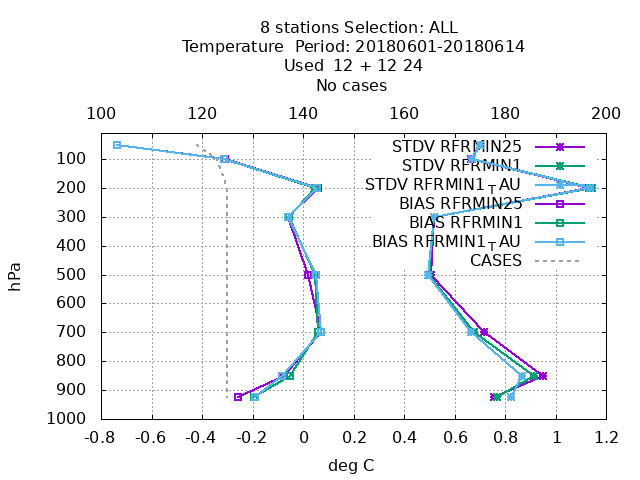 8 stations Selection: ALL
Temperature  Period: 20180601-20180614
Used  12 + 12 24
No cases
100 120 140 160 180 200
STDV RFRMIN25
STDV RFRMIN1
STDV RFRMIN1TAU
BIAS RFRMIN25
BIAS RFRMIN1
BIAS RFRMIN1TAU
CASES
hPa
100
200
300
400
500
600
700
800
900
1000
-0.8 -0.6 -0.4 -0.2 0 0.2 0.4 0.6 0.8 1 1.2
deg C